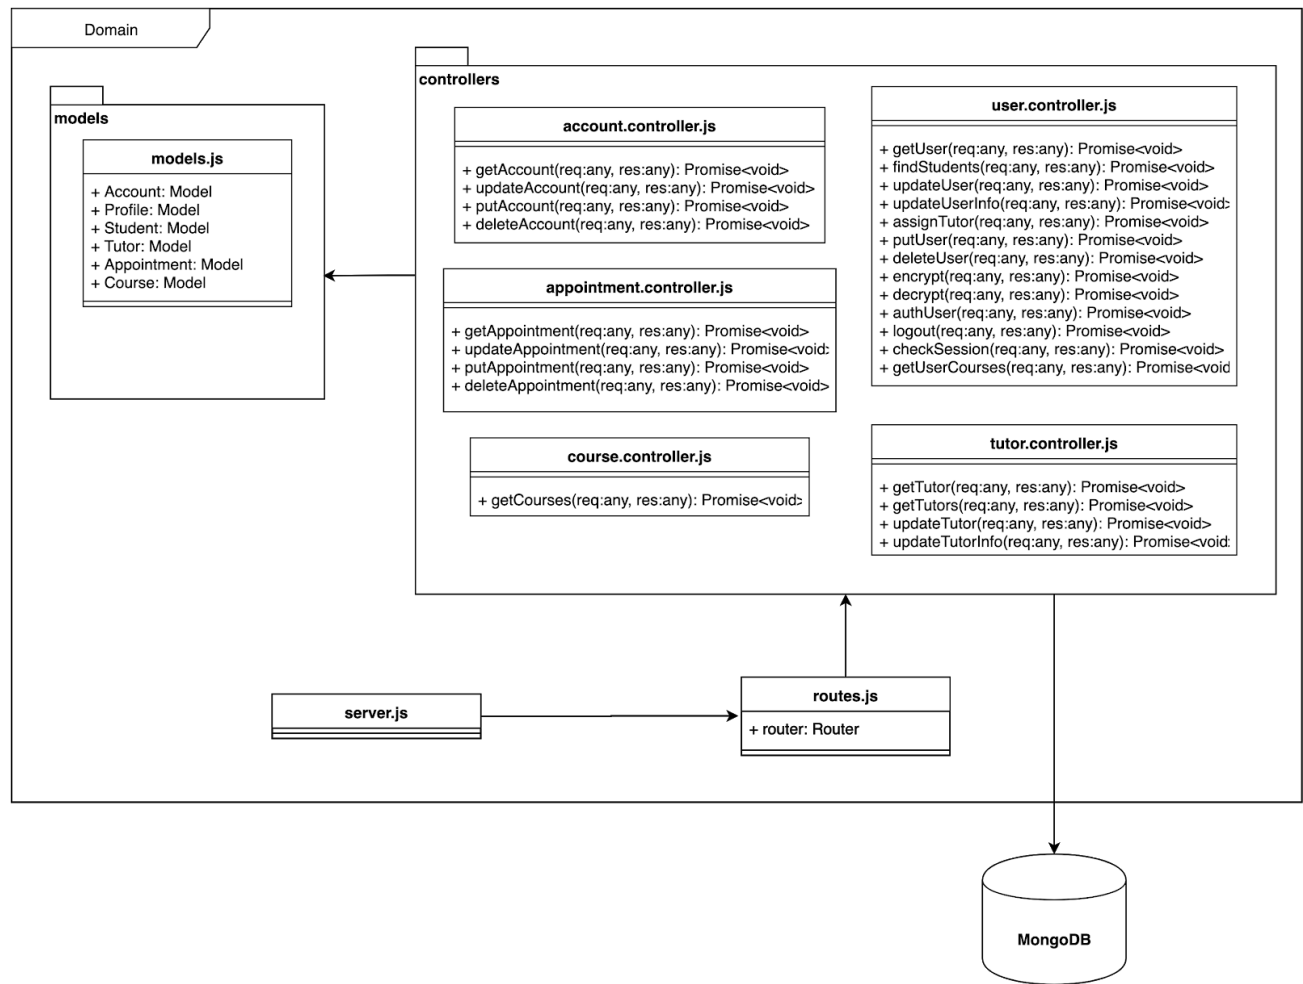 Domain
models
models.js
+ Account: Model
+ Profile: Model
+ Student: Model
+ Tutor: Model
+ Appointment: Model
+ Course: Model
controllers
account.controller.js
+ getAccount(req:any, res:any): Promise<void>
+ updateAccount(req:any, res:any): Promise<void>
+ putAccount(req:any, res:any): Promise<void>
+ deleteAccount(req:any, res:any): Promise<void>
appointment.controller.js
+ getAppointment(req:any, res:any): Promise<void>
+ updateAppointment(req:any, res:any): Promise<void>
+ putAppointment(req:any, res:any): Promise<void>
+ deleteAppointment(req:any, res:any): Promise<void>
course.controller.js
+ getCourses(req:any, res:any): Promise<void>
user.controller.js
+ getUser(req:any, res:any): Promise<void>
+ findStudents(req:any, res:any): Promise<void>
+ updateUser(req:any, res:any): Promise<void>
+ updateUserInfo(req:any, res:any): Promise<void>
+ assignTutor(req:any, res:any): Promise<void>
+ putUser(req:any, res:any): Promise<void>
+ deleteUser(req:any, res:any): Promise<void>
+ encrypt(req:any, res:any): Promise<void>
+ decrypt(req:any, res:any): Promise<void>
+ authUser(req:any, res:any): Promise<void>
+ logout(req:any, res:any): Promise<void>
+ checkSession(req:any, res:any): Promise<void>
+ getUserCourses(req:any, res:any): Promise<void
tutor.controller.js
+ getTutor(req:any, res:any): Promise<void>
+ getTutors(req:any, res:any): Promise<void>
+ updateTutor(req:any, res:any): Promise<void>
+ updateTutorInfo(req:any, res:any): Promise<void
server.js
routes.js
+ router: Router
MongoDB